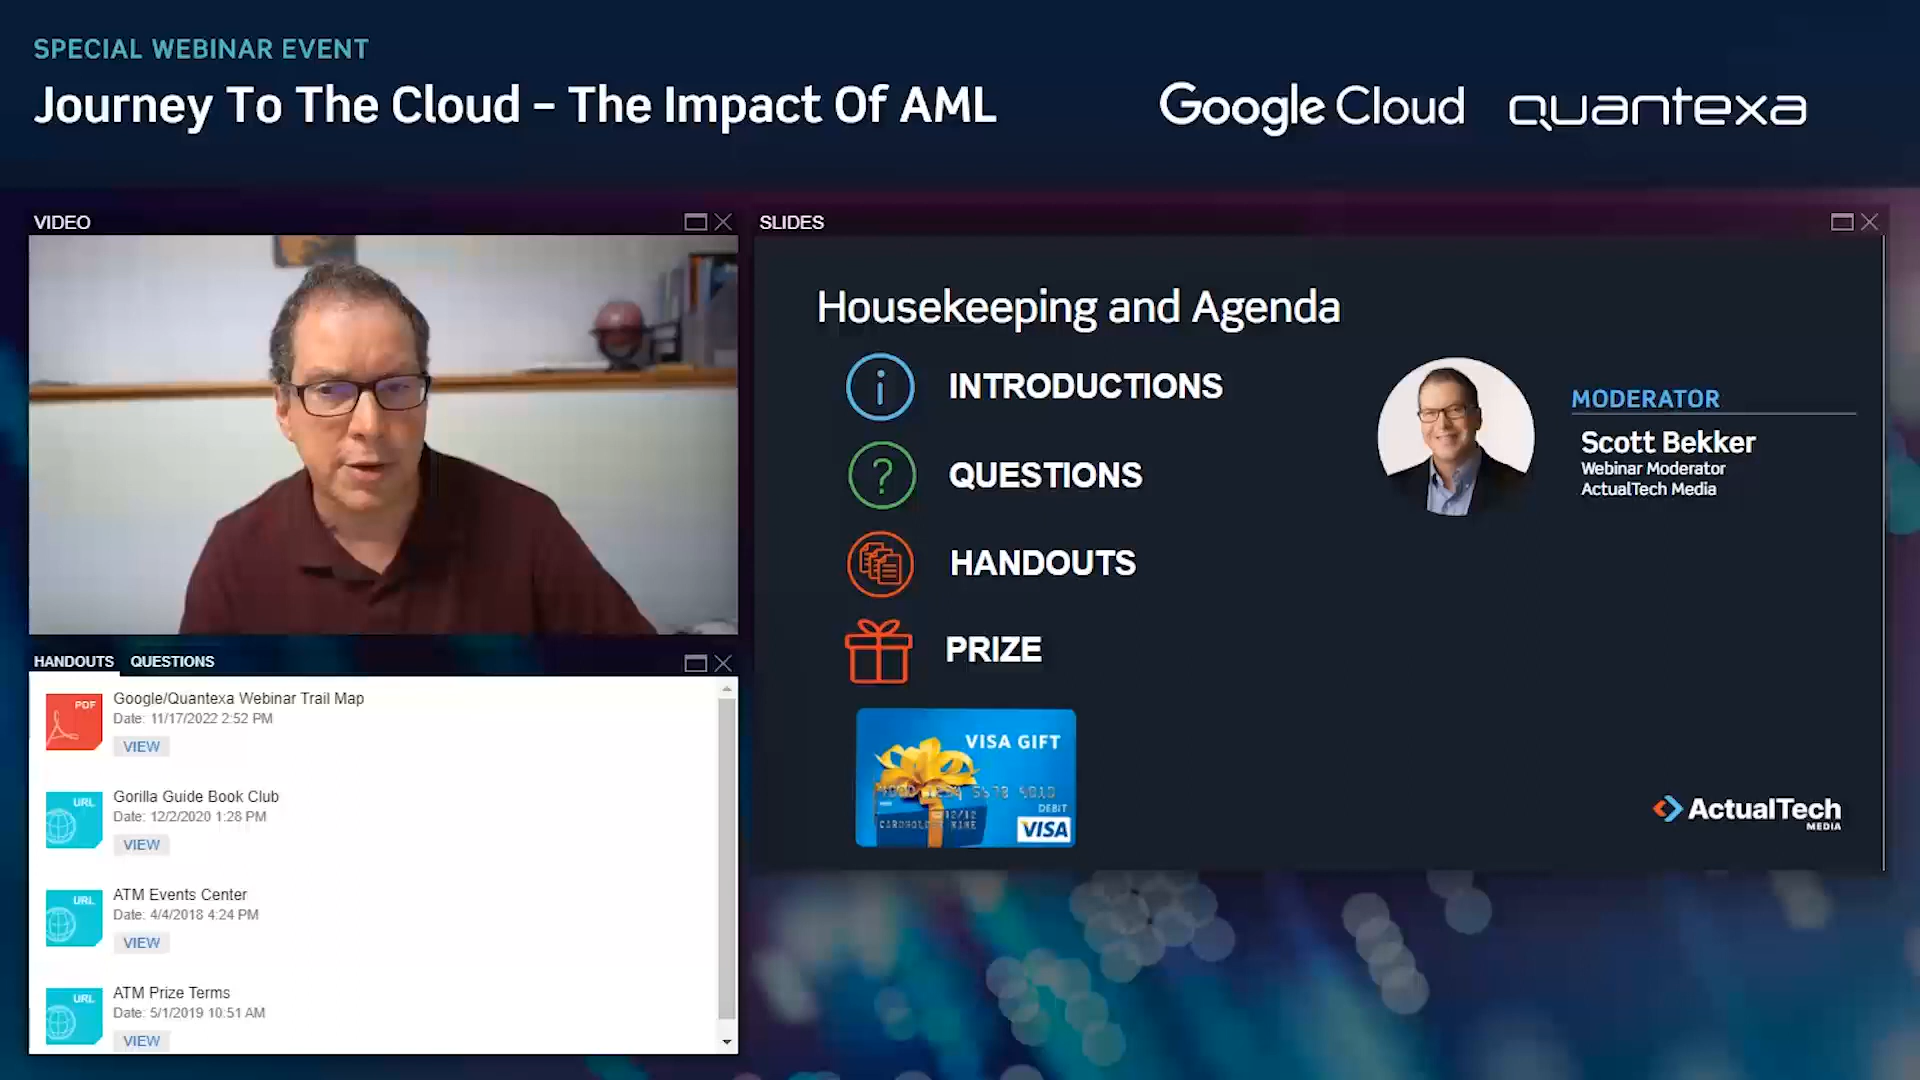 SPECIAL WEBINAR EVENT
Journey To The Cloud – The Impact Of AML
Google Cloud
quantexa
VIDEO
SLIDES
Housekeeping and Agenda
INTRODUCTIONS
QUESTIONS
HANDOUTS
PRIZE
MODERATOR
Scott Bekker
Webinar Moderator
ActualTech Media
VISA GIFT
DEBIT
VISA
ActualTech
MEDIA
HANDOUTS QUESTIONS
PDF
Google/Quantexa Webinar Trail Map
Date: 11/17/2022 2:52 PM
VIEW
URL
Gorilla Guide Book Club
Date: 12/2/2020 1:28 PM
VIEW
URL
ATM Events Center
Date: 4/4/2018 4:24 PM
VIEW
URL
ATM Prize Terms
Date: 5/1/2019 10:51 AM
VIEW